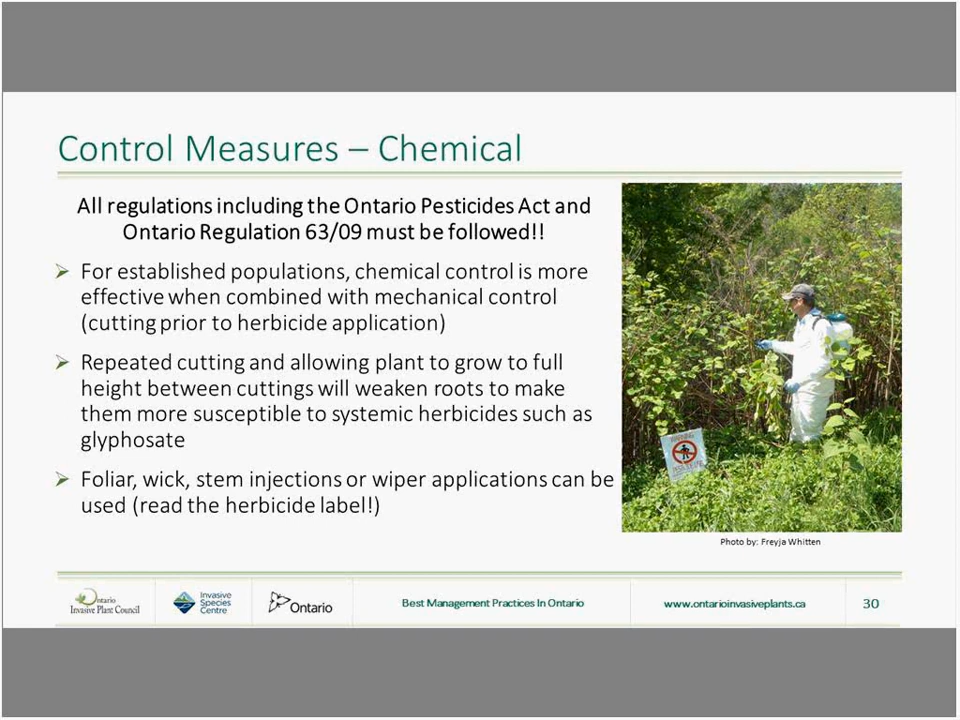 Control Measures – Chemical
All regulations including the Ontario Pesticides Act and
Ontario Regulation 63/09 must be followed!!
For established populations, chemical control is more
effective when combined with mechanical control
(cutting prior to herbicide application)
Repeated cutting and allowing plant to grow to full
height between cuttings will weaken roots to make
them more susceptible to systemic herbicides such as
glyphosate
Foliar, wick, stem injections or wiper applications can be
used (read the herbicide label!)
Photo by: Freyja Whitten
Ontario
Invasive Plant Council
Invasive
Species
Centre
Ontario
Best Management Practices In Ontario
www.ontarioinvasiveplants.ca
30